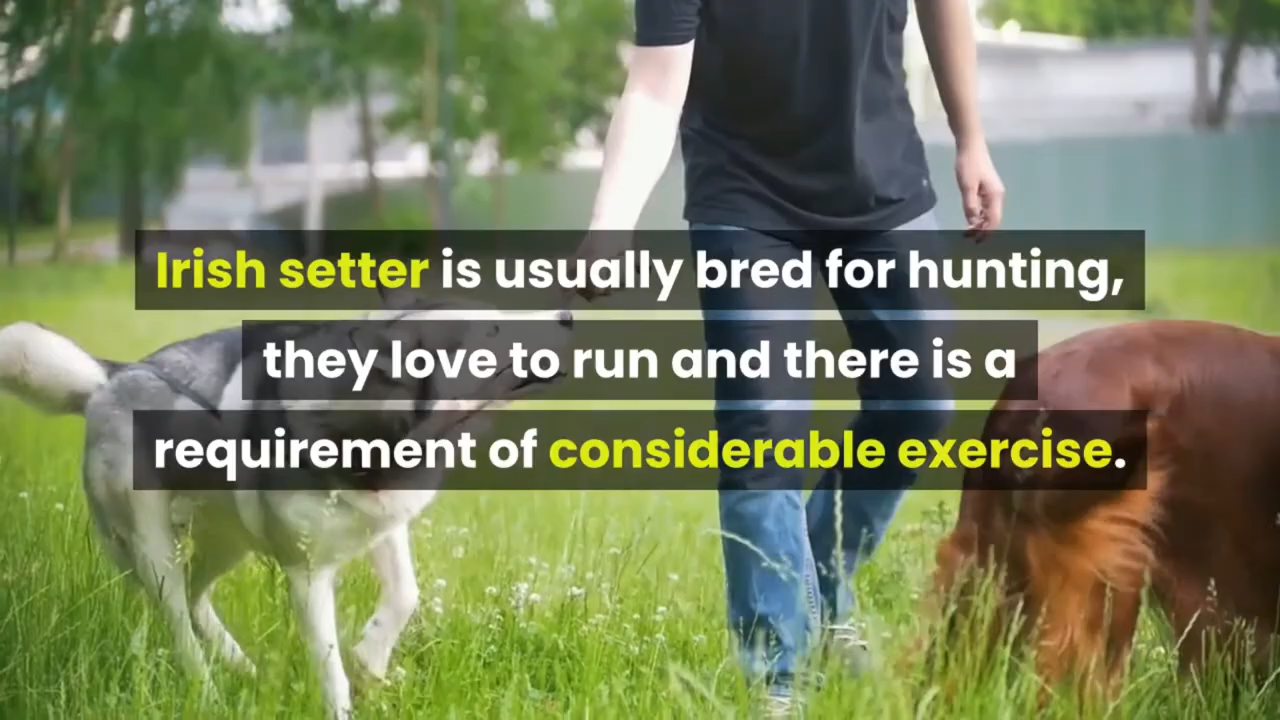 Irish setter is usually bred for hunting,
they love to run and there is a
requirement of considerable exercise.